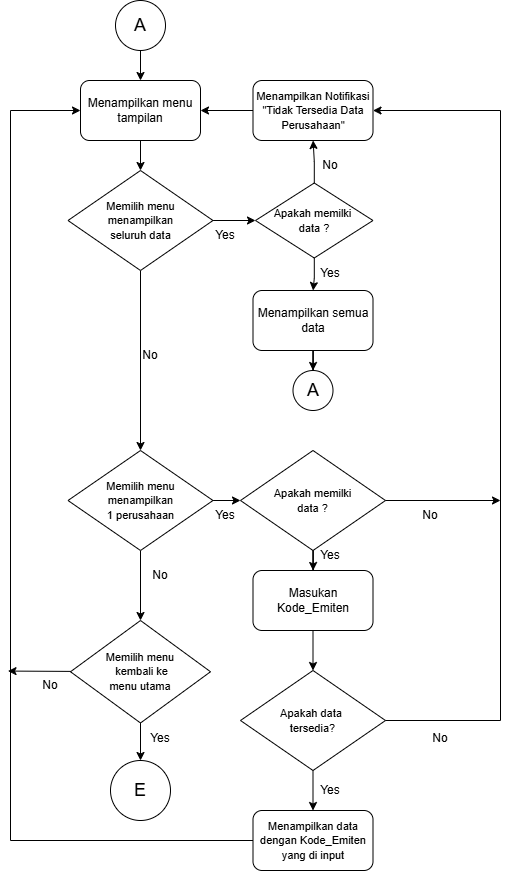 A
Menampilkan menu
tampilan
Menampilkan Notifikasi
"Tidak Tersedia Data
Perusahaan"
No
Memilih menu
menampilkan
seluruh data
Yes
Apakah memilki
data ?
Yes
Menampilkan semua
data
No
A
Memilih menu
menampilkan
1 perusahaan
Yes
Apakah memilki
data ?
No
Yes
No
Masukan
Kode_Emiten
Memilih menu
kembali ke
menu utama
No
Yes
Apakah data
tersedia?
No
Yes
E
Menampilkan data
dengan Kode_Emiten
yang di input